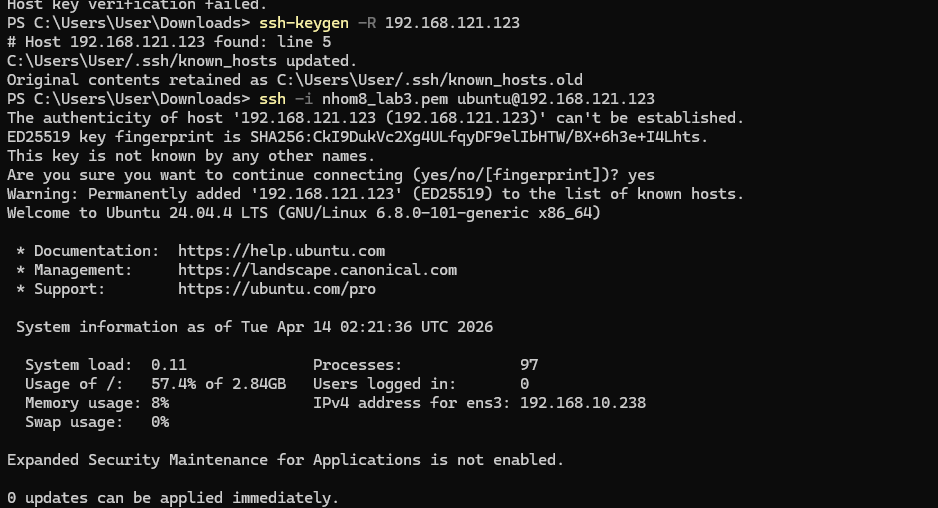 Host key verification failed.
PS C:\Users\User\Downloads> ssh-keygen -R 192.168.121.123
# Host 192.168.121.123 found: line 5
C:\Users\User/.ssh/known_hosts updated.
Original contents retained as C:\Users\User/.ssh/known_hosts.old
PS C:\Users\User\Downloads> ssh -i nhom8_lab3.pem ubuntu@192.168.121.123
The authenticity of host '192.168.121.123 (192.168.121.123)' can't be established.
ED25519 key fingerprint is SHA256:CkI9DukVc2Xg4ULfqyDF9elIbHTW/BX+6h3e+I4Lhts.
This key is not known by any other names.
Are you sure you want to continue connecting (yes/no/[fingerprint])? yes
Warning: Permanently added '192.168.121.123' (ED25519) to the list of known hosts.
Welcome to Ubuntu 24.04.4 LTS (GNU/Linux 6.8.0-101-generic x86_64)
* Documentation:  https://help.ubuntu.com
* Management:     https://landscape.canonical.com
* Support:        https://ubuntu.com/pro
System information as of Tue Apr 14 02:21:36 UTC 2026
System load:  0.11              Processes:             97
Usage of /:   57.4% of 2.84GB   Users logged in:       0
Memory usage: 8%                IPv4 address for ens3: 192.168.10.238
Swap usage:   0%
Expanded Security Maintenance for Applications is not enabled.
0 updates can be applied immediately.